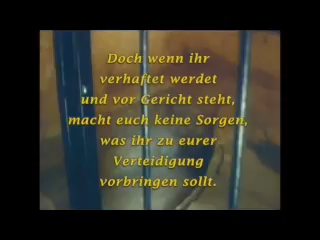 Doch wenn ihr
verhaftet werdet
und vor Gericht steht,
macht euch keine Sorgen,
was ihr zu eurer
Verteidigung
vorbringen sollt.